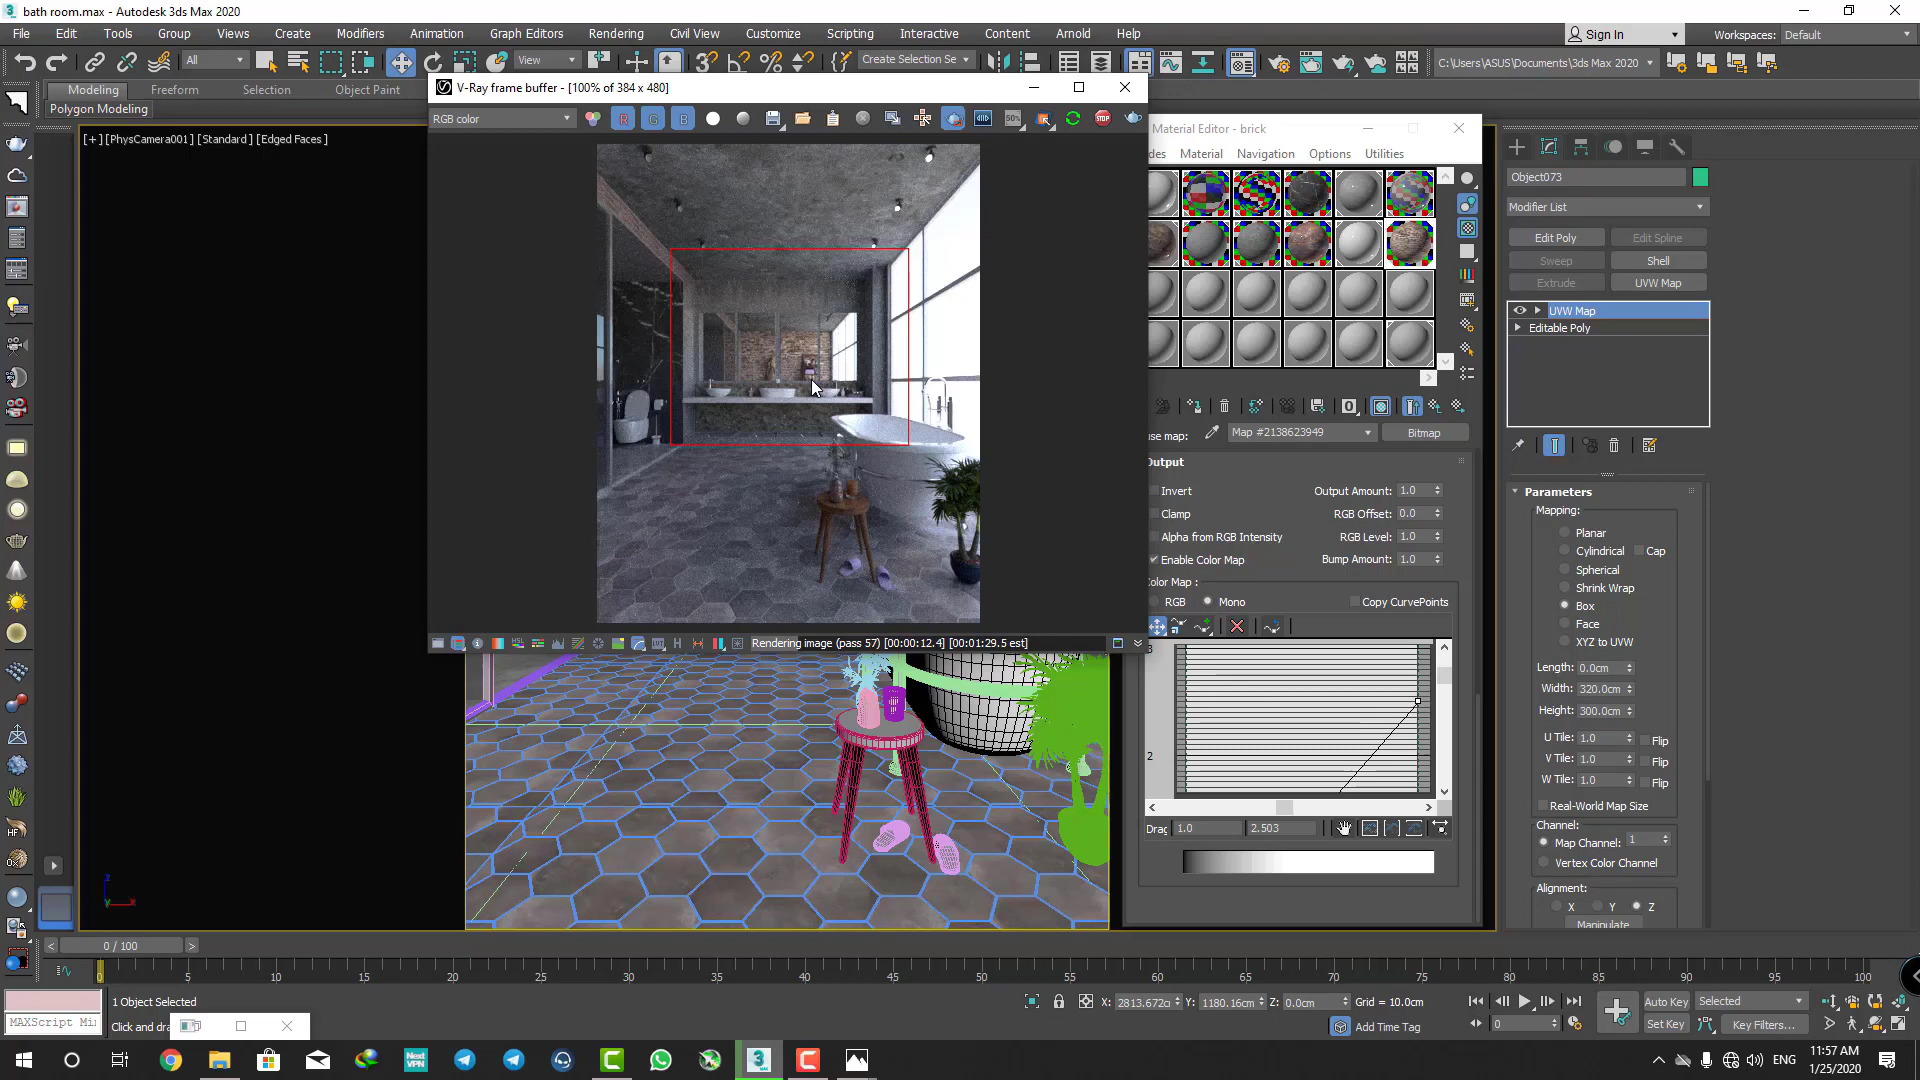 bath room.max - Autodesk 3ds Max 2020
File Edit Tools Group Views Create Modifiers Animation Graph Editors Rendering Civil View Customize Scripting Interactive Content Arnold Help
Sign In Workspaces: Default
All View Create Selection Se C:\Users\ASUS\Documents\3ds Max 2020
Modeling Freeform Selection Object Paint
Polygon Modeling
[+] [PhysCamera001] [Standard] [Edged Faces]
V-Ray frame buffer - [100% of 384 x 480]
RGB color
R G B 50%
Rendering image (pass 57) [00:00:12.4] [00:01:29.5 est]
Material Editor - brick
des Material Navigation Options Utilities
use map: Map #2138623949 Bitmap
Output
Invert Output Amount: 1.0
Clamp RGB Offset: 0.0
Alpha from RGB Intensity RGB Level: 1.0
Enable Color Map Bump Amount: 1.0
Color Map :
RGB Mono Copy CurvePoints
3
2
Drag 1.0 2.503
Object073
Modifier List
Edit Poly Edit Spline
Sweep Shell
Extrude UVW Map
UVW Map
Editable Poly
Parameters
Mapping:
Planar
Cylindrical Cap
Spherical
Shrink Wrap
Box
Face
XYZ to UVW
Length: 0.0cm
Width: 320.0cm
Height: 300.0cm
U Tile: 1.0 Flip
V Tile: 1.0 Flip
W Tile: 1.0 Flip
Real-World Map Size
Channel:
Map Channel: 1
Vertex Color Channel
Alignment:
X Y Z
Manipulate
0 / 100
0 5 10 15 20 25 30 35 40 45 50 55 60 65 70 75 80 85 90 95 100
1 Object Selected
MAXScript Mi
Click and dra
X: 2813.672c Y: 1180.16cm Z: 0.0cm Grid = 10.0cm
Add Time Tag
0
Auto Key Selected
Set Key Key Filters...
ENG
11:57 AM
1/25/2020